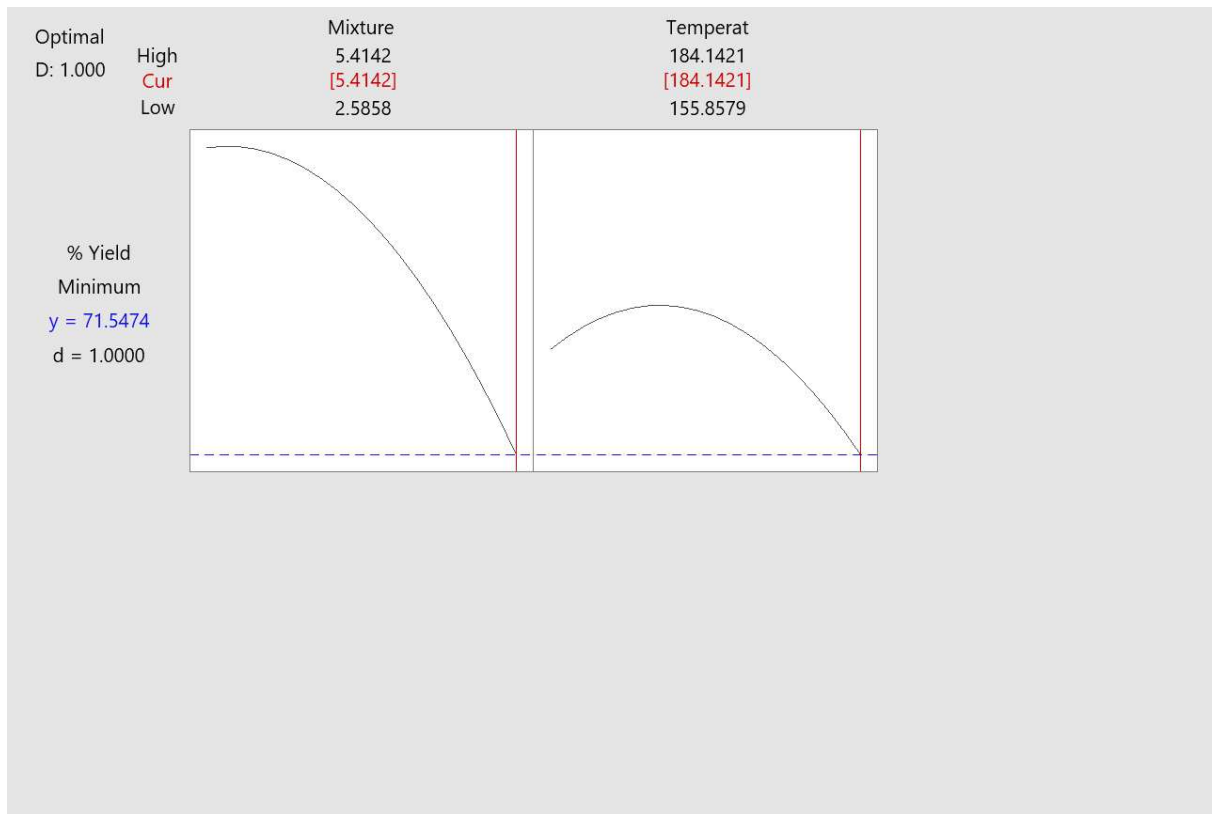 Optimal
D: 1.000
Mixture Temperat
High 5.4142 184.1421
Cur [5.4142] [184.1421]
Low 2.5858 155.8579
% Yield
Minimum
y = 71.5474
d = 1.0000